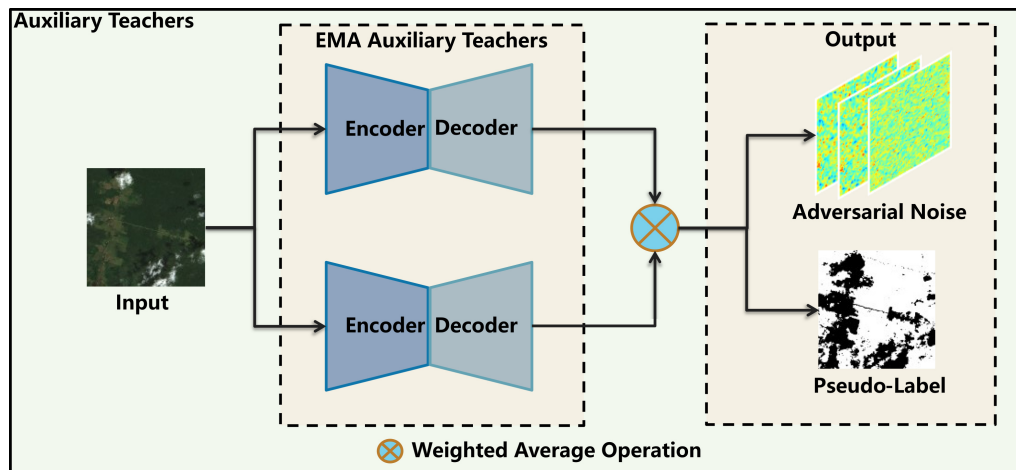 Auxiliary Teachers
EMA Auxiliary Teachers
Output
Encoder Decoder
Adversarial Noise
Input
Encoder Decoder
Pseudo-Label
Weighted Average Operation